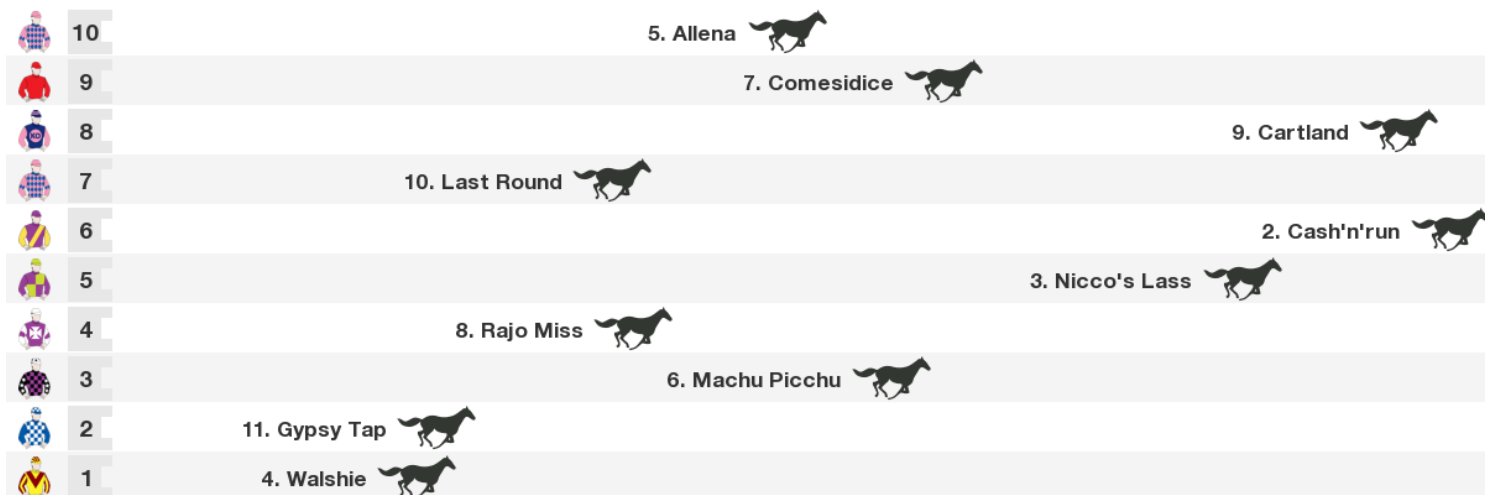 10 5. Allena
9 7. Comesidice
8 9. Cartland
7 10. Last Round
6 2. Cash'n'run
5 3. Nicco's Lass
4 8. Rajo Miss
3 6. Machu Picchu
2 11. Gypsy Tap
1 4. Walshie